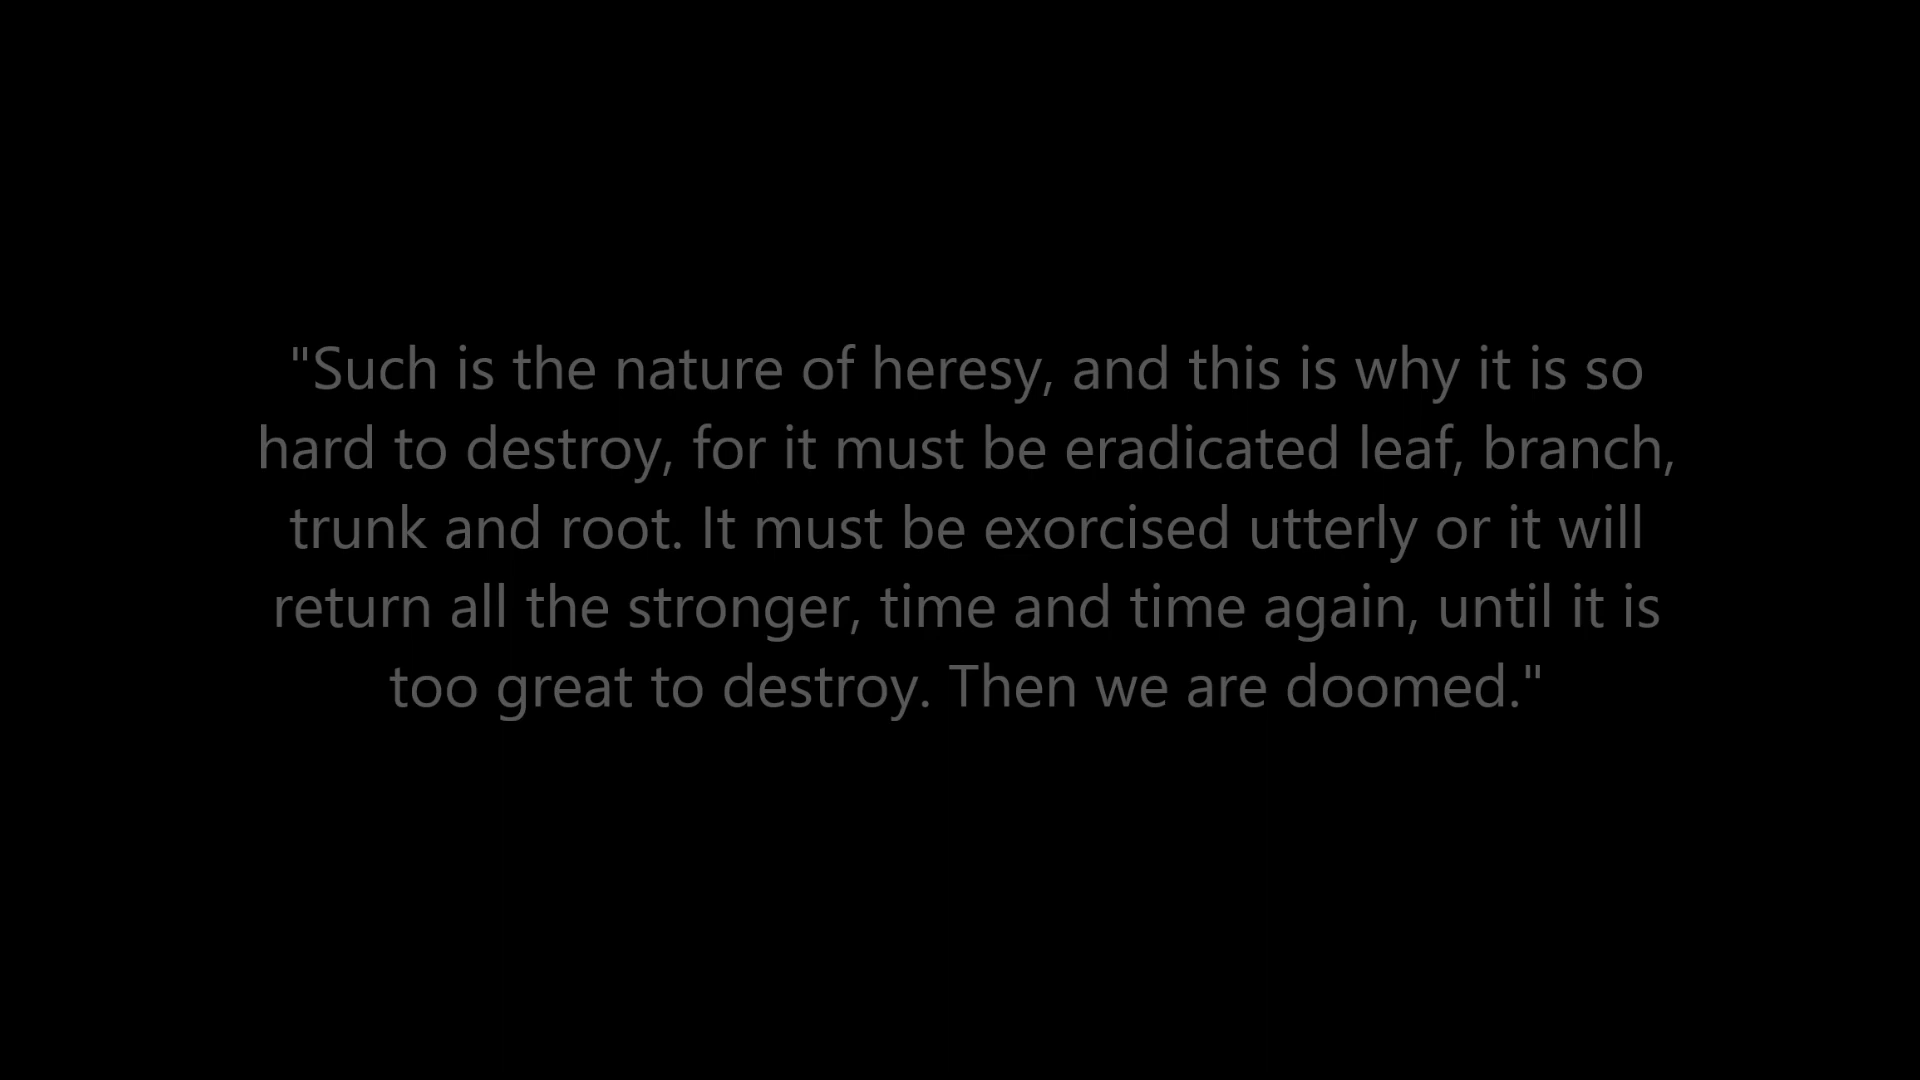 "Such is the nature of heresy, and this is why it is so
hard to destroy, for it must be eradicated leaf, branch,
trunk and root. It must be exorcised utterly or it will
return all the stronger, time and time again, until it is
too great to destroy. Then we are doomed."